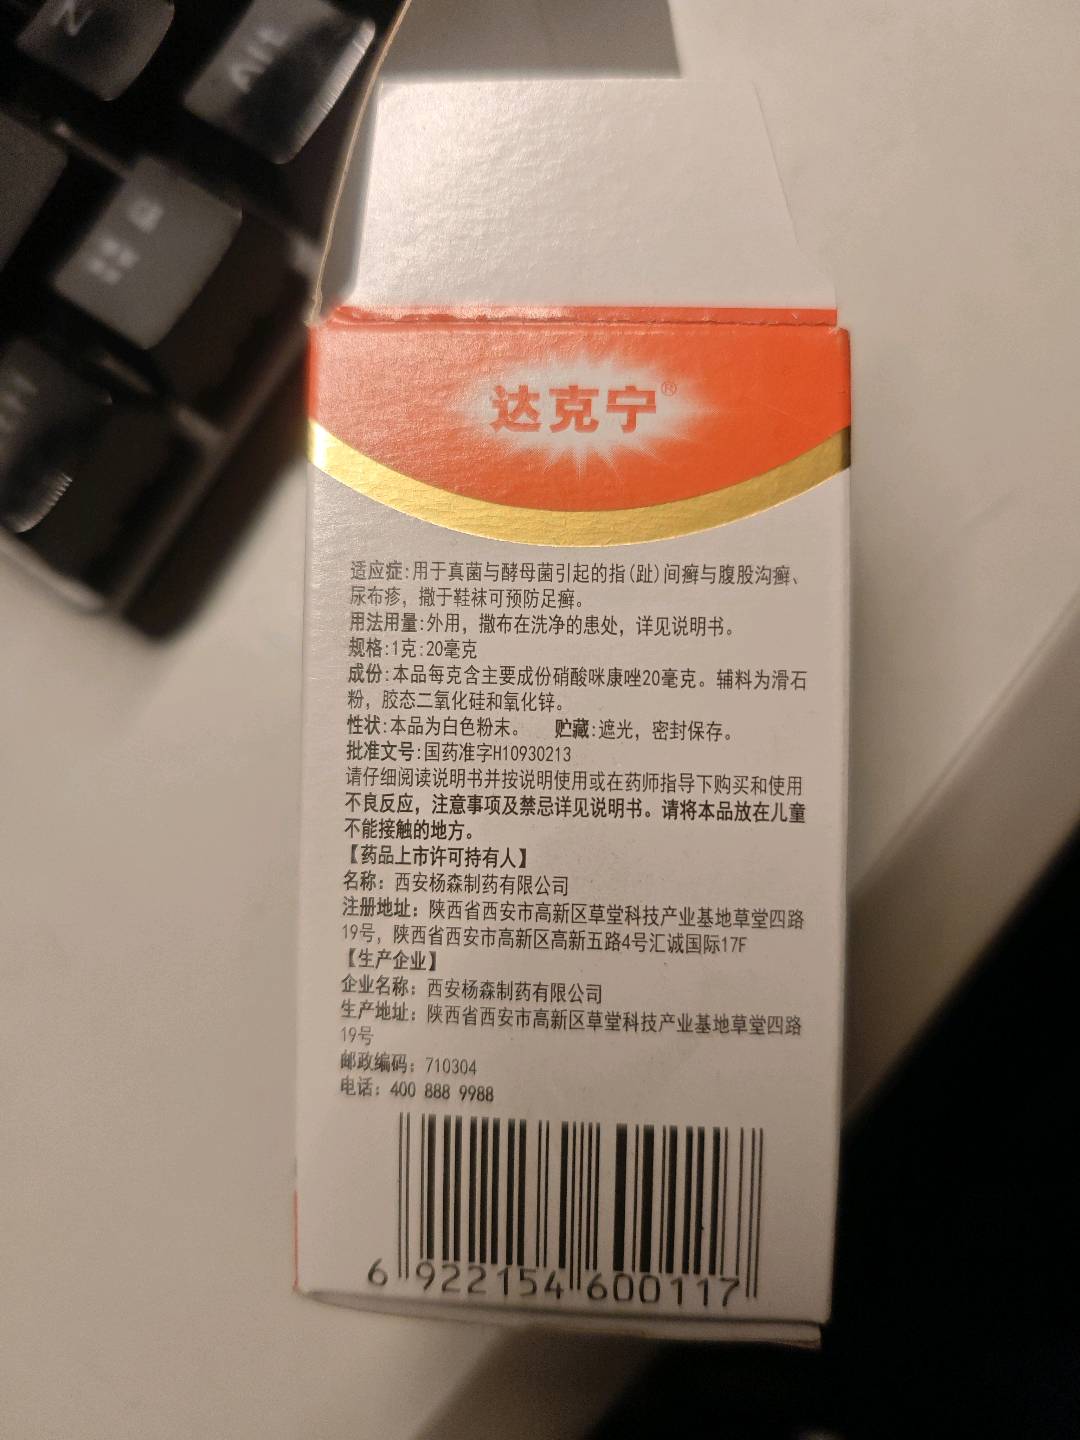 Alt
达克宁®
适应症:用于真菌与酵母菌引起的指(趾)间癣与腹股沟癣、
尿布疹，撒于鞋袜可预防足癣。
用法用量:外用，撒布在洗净的患处，详见说明书。
规格:1克:20毫克
成份:本品每克含主要成份硝酸咪康唑20毫克。辅料为滑石
粉，胶态二氧化硅和氧化锌。
性状:本品为白色粉末。 贮藏:遮光，密封保存。
批准文号:国药准字H10930213
请仔细阅读说明书并按说明使用或在药师指导下购买和使用
不良反应，注意事项及禁忌详见说明书。请将本品放在儿童
不能接触的地方。
【药品上市许可持有人】
名称：西安杨森制药有限公司
注册地址：陕西省西安市高新区草堂科技产业基地草堂四路
19号，陕西省西安市高新区高新五路4号汇诚国际17F
【生产企业】
企业名称：西安杨森制药有限公司
生产地址：陕西省西安市高新区草堂科技产业基地草堂四路
19号
邮政编码：710304
电话：400 888 9988
6 922154 600117